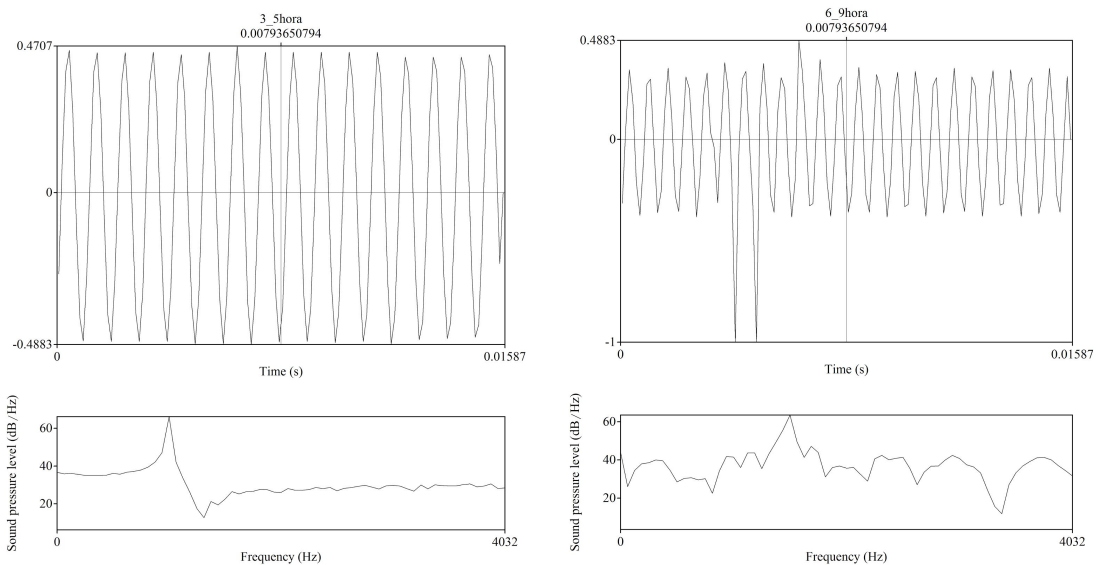 3_5hora
0.00793650794
0.4707
0
-0.4883
0
0.01587
Time (s)
Sound pressure level (dB/Hz)
60
40
20
0
4032
Frequency (Hz)
6_9hora
0.00793650794
0.4883
0
-1
0
0.01587
Time (s)
Sound pressure level (dB/Hz)
60
40
20
0
4032
Frequency (Hz)